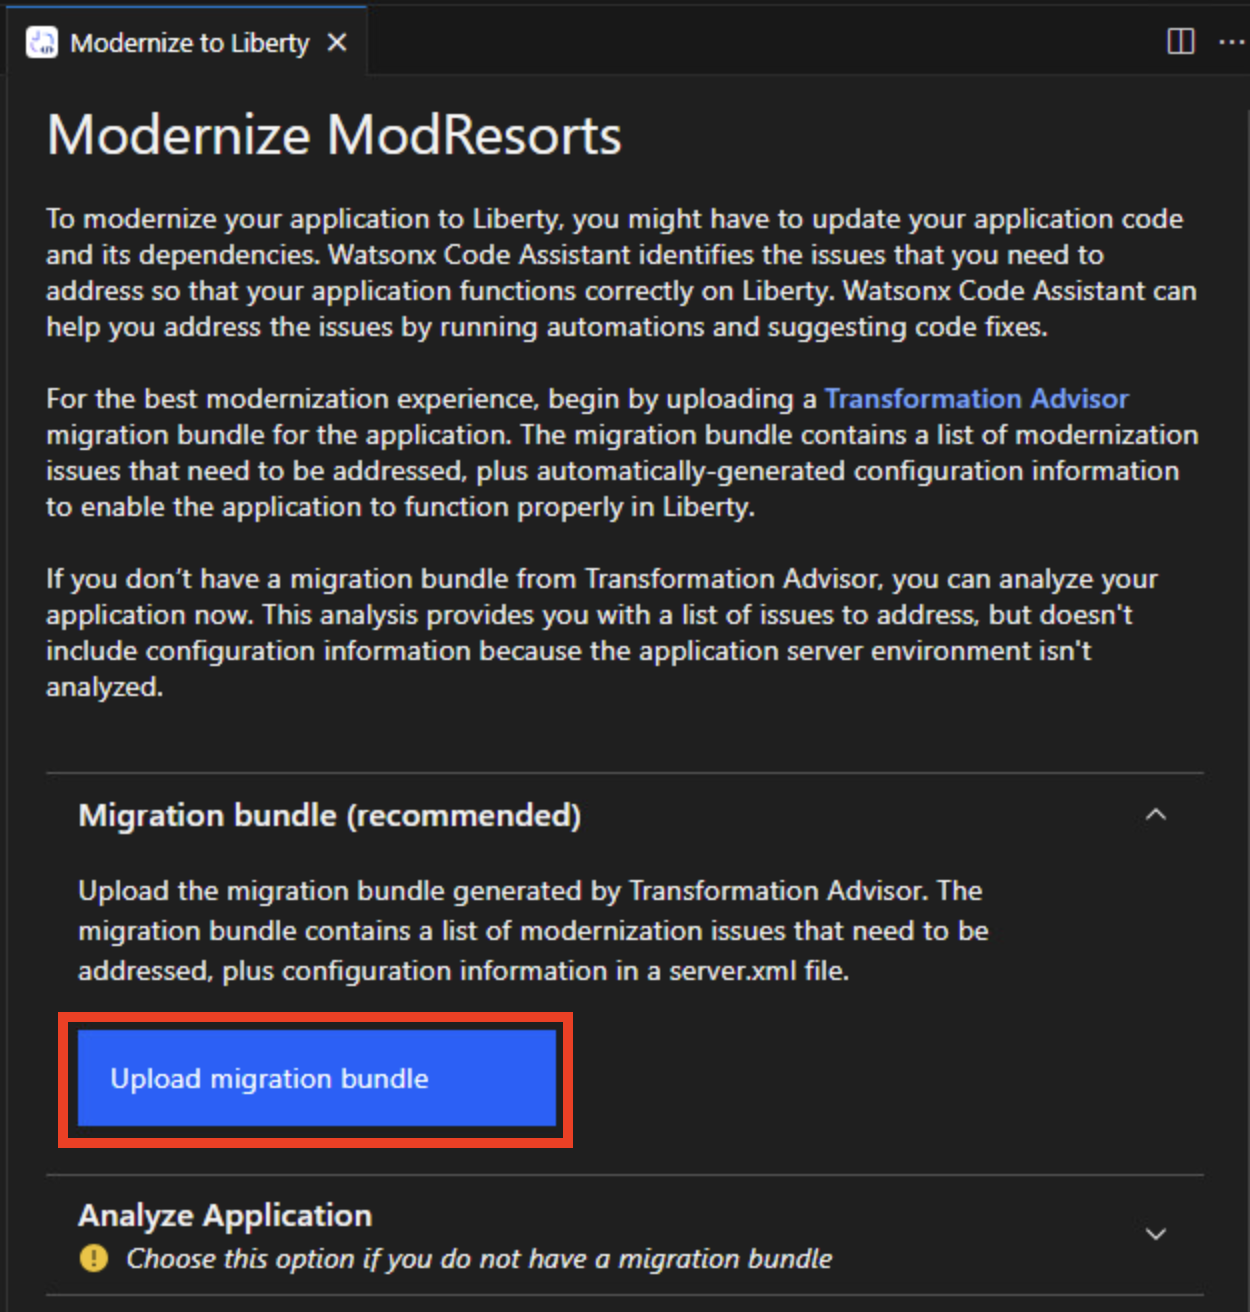 Modernize to Liberty
Modernize ModResorts
To modernize your application to Liberty, you might have to update your application code
and its dependencies. Watsonx Code Assistant identifies the issues that you need to
address so that your application functions correctly on Liberty. Watsonx Code Assistant can
help you address the issues by running automations and suggesting code fixes.
For the best modernization experience, begin by uploading a Transformation Advisor
migration bundle for the application. The migration bundle contains a list of modernization
issues that need to be addressed, plus automatically-generated configuration information
to enable the application to function properly in Liberty.
If you don’t have a migration bundle from Transformation Advisor, you can analyze your
application now. This analysis provides you with a list of issues to address, but doesn't
include configuration information because the application server environment isn't
analyzed.
Migration bundle (recommended)
Upload the migration bundle generated by Transformation Advisor. The
migration bundle contains a list of modernization issues that need to be
addressed, plus configuration information in a server.xml file.
Upload migration bundle
Analyze Application
Choose this option if you do not have a migration bundle